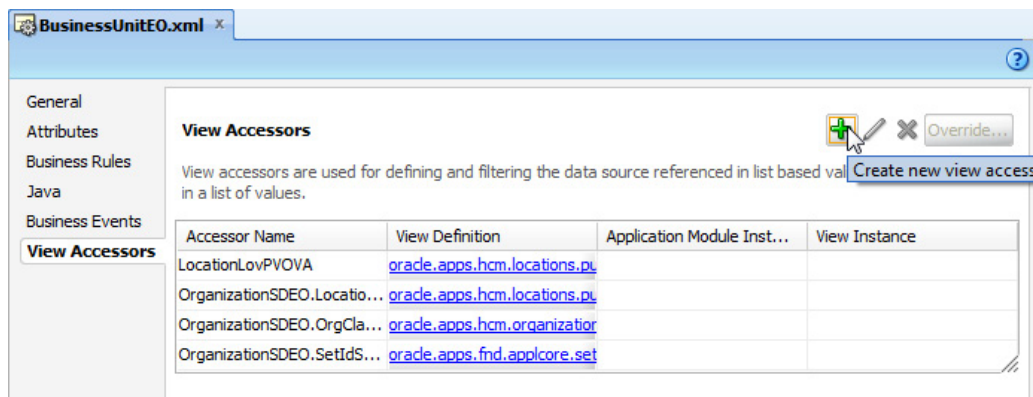 BusinessUnitEO.xml x
General
Attributes
Business Rules
Java
Business Events
View Accessors
View Accessors
Override...
View accessors are used for defining and filtering the data source referenced in list based val
in a list of values.
Create new view access
Accessor Name View Definition Application Module Inst... View Instance
LocationLovPVOVA oracle.apps.hcm.locations.pu
OrganizationSDEO.Locatio... oracle.apps.hcm.locations.pu
OrganizationSDEO.OrgCla... oracle.apps.hcm.organization
OrganizationSDEO.SetIdS... oracle.apps.fnd.applcore.set